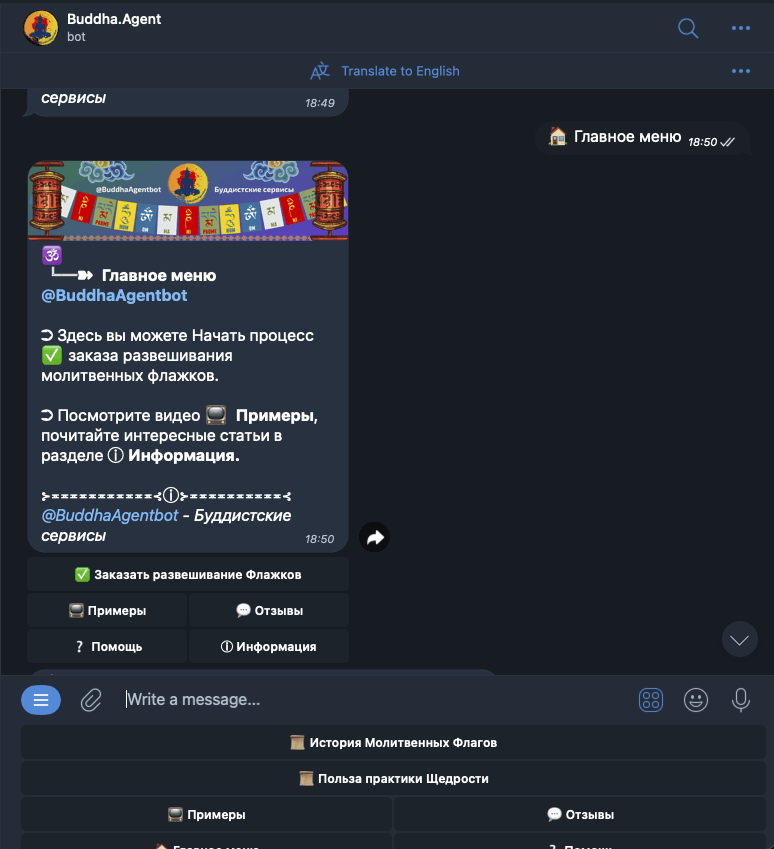 Buddha.Agent
bot
Translate to English
сервисы
18:49
🏠 Главное меню 18:50
@BuddhaAgentbot
Буддистские сервисы
🕉
╰──➽ Главное меню
@BuddhaAgentbot
➲ Здесь вы можете Начать процесс
✅ заказа развешивания
молитвенных флажков.
➲ Посмотрите видео 📺 Примеры,
почитайте интересные статьи в
разделе ⓘ Информация.
⊱===========⊰ⓘ⊱==========⊰
@BuddhaAgentbot - Буддистские
сервисы
18:50
✅ Заказать развешивание Флажков
📺 Примеры
💬 Отзывы
❔ Помощь
ⓘ Информация
Write a message...
📜 История Молитвенных Флагов
📜 Польза практики Щедрости
📺 Примеры
💬 Отзывы
🏠 Главное меню
❔ Помощь